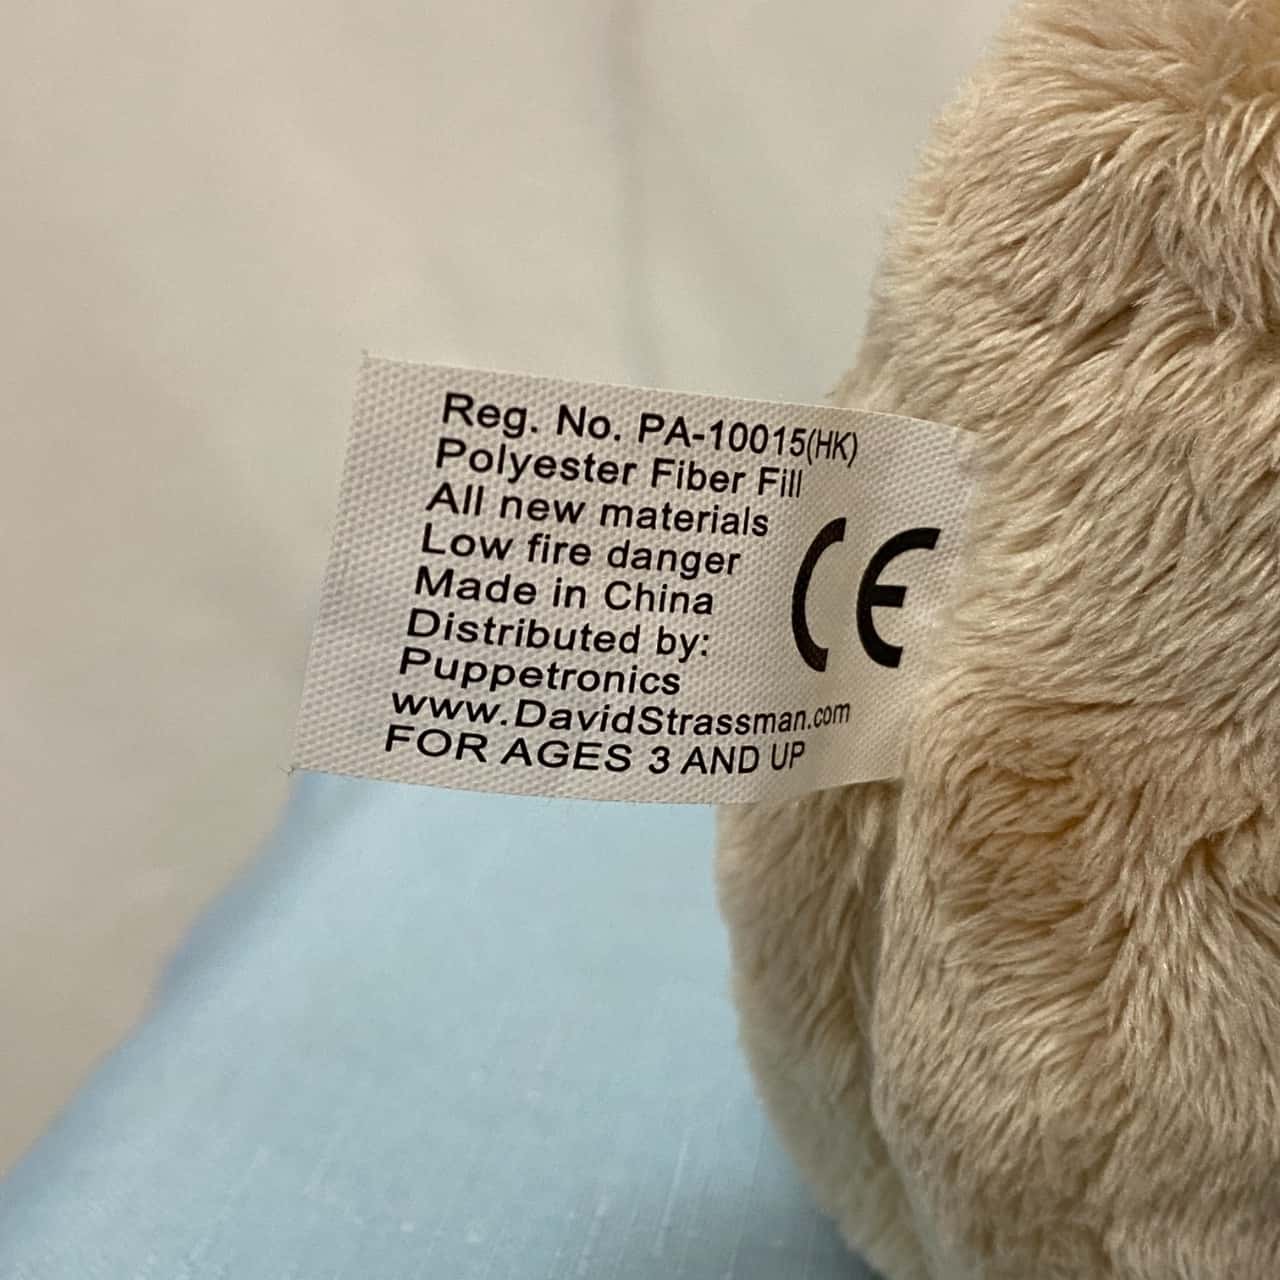 Reg. No. PA-10015(HK)
Polyester Fiber Fill
All new materials
Low fire danger
Made in China
Distributed by:
Puppetronics
www.DavidStrassman.com
FOR AGES 3 AND UP
CE